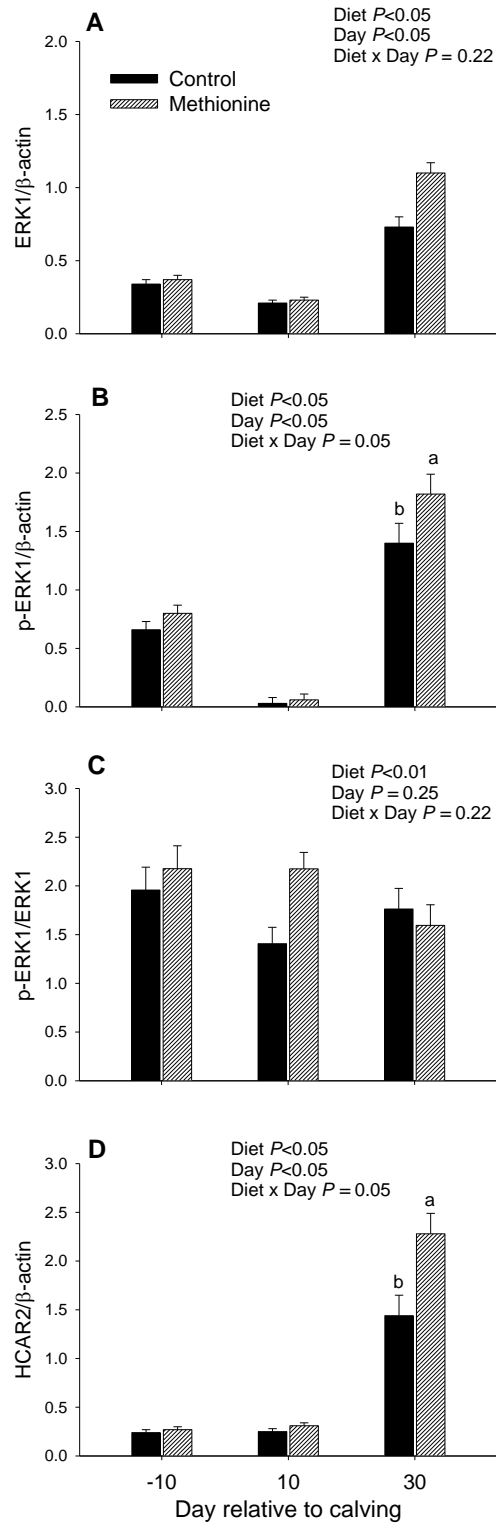 A
Diet P<0.05
Day P<0.05
Diet x Day P = 0.22
2.0
1.5
1.0
0.5
0.0
ERK1/β-actin
Control
Methionine
B
Diet P<0.05
Day P<0.05
Diet x Day P = 0.05
2.5
2.0
1.5
1.0
0.5
0.0
p-ERK1/β-actin
b
a
C
Diet P<0.01
Day P = 0.25
Diet x Day P = 0.22
3.0
2.5
2.0
1.5
1.0
0.5
0.0
p-ERK1/ERK1
D
Diet P<0.05
Day P<0.05
Diet x Day P = 0.05
3.0
2.5
2.0
1.5
1.0
0.5
0.0
HCAR2/β-actin
b
a
-10 10 30
Day relative to calving